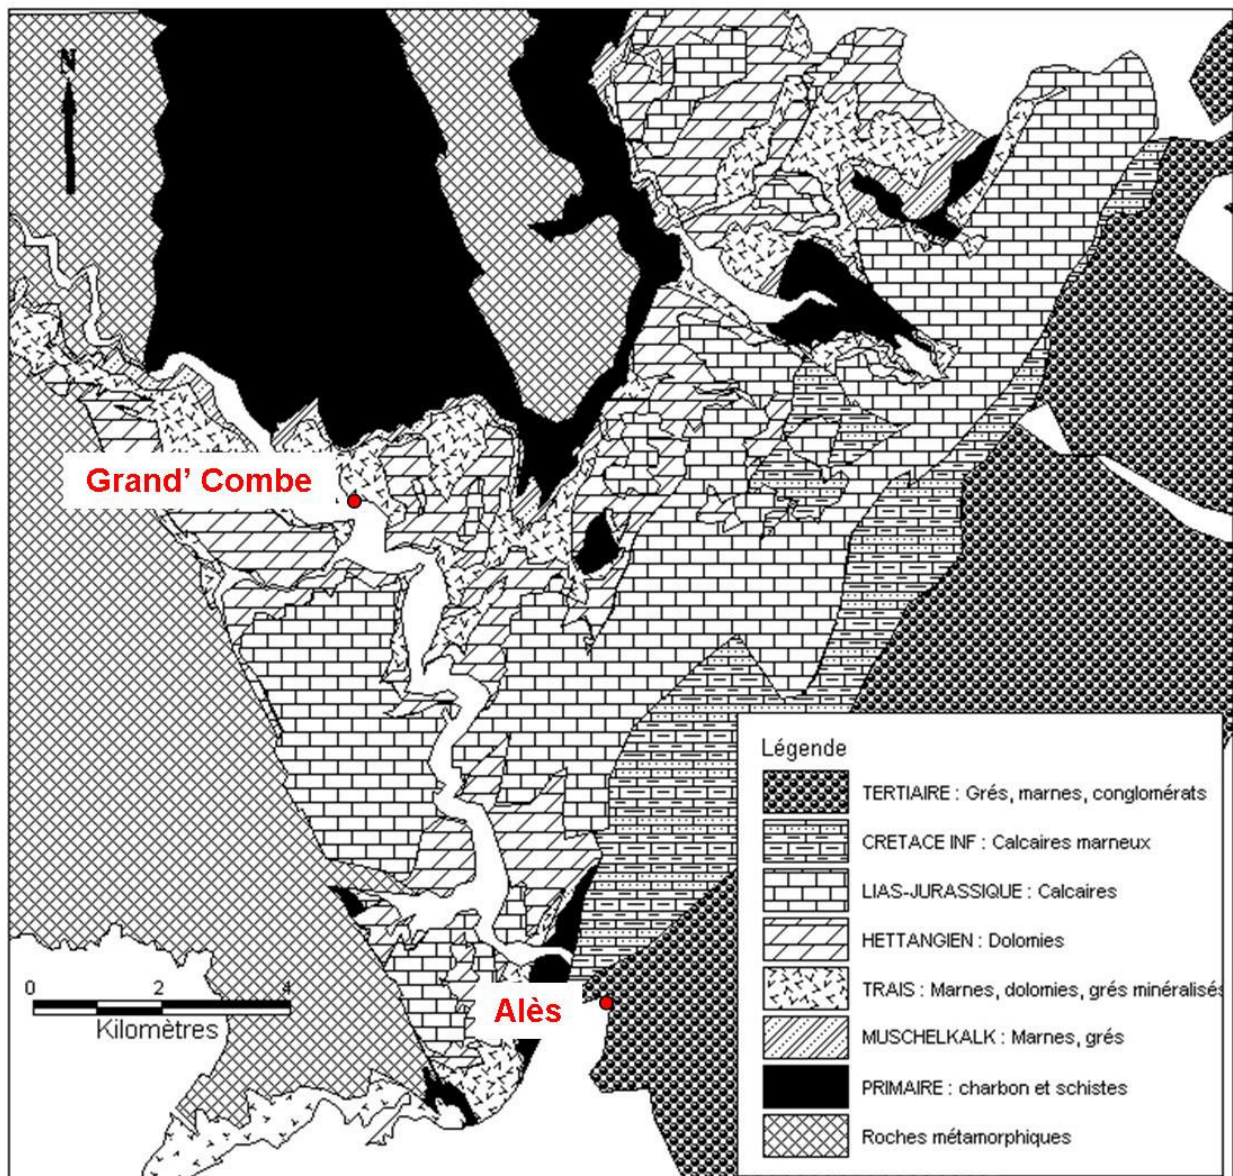 N
Grand' Combe
Alès
0 2 4
Kilomètres
Légende
TERTIAIRE : Grés, marnes, conglomérats
CRETACE INF : Calcaires marneux
LIAS-JURASSIQUE : Calcaires
HETTANGIEN : Dolomies
TRAIS : Marnes, dolomies, grés minéralisés
MUSCHELKALK : Marnes, grés
PRIMAIRE : charbon et schistes
Roches métamorphiques